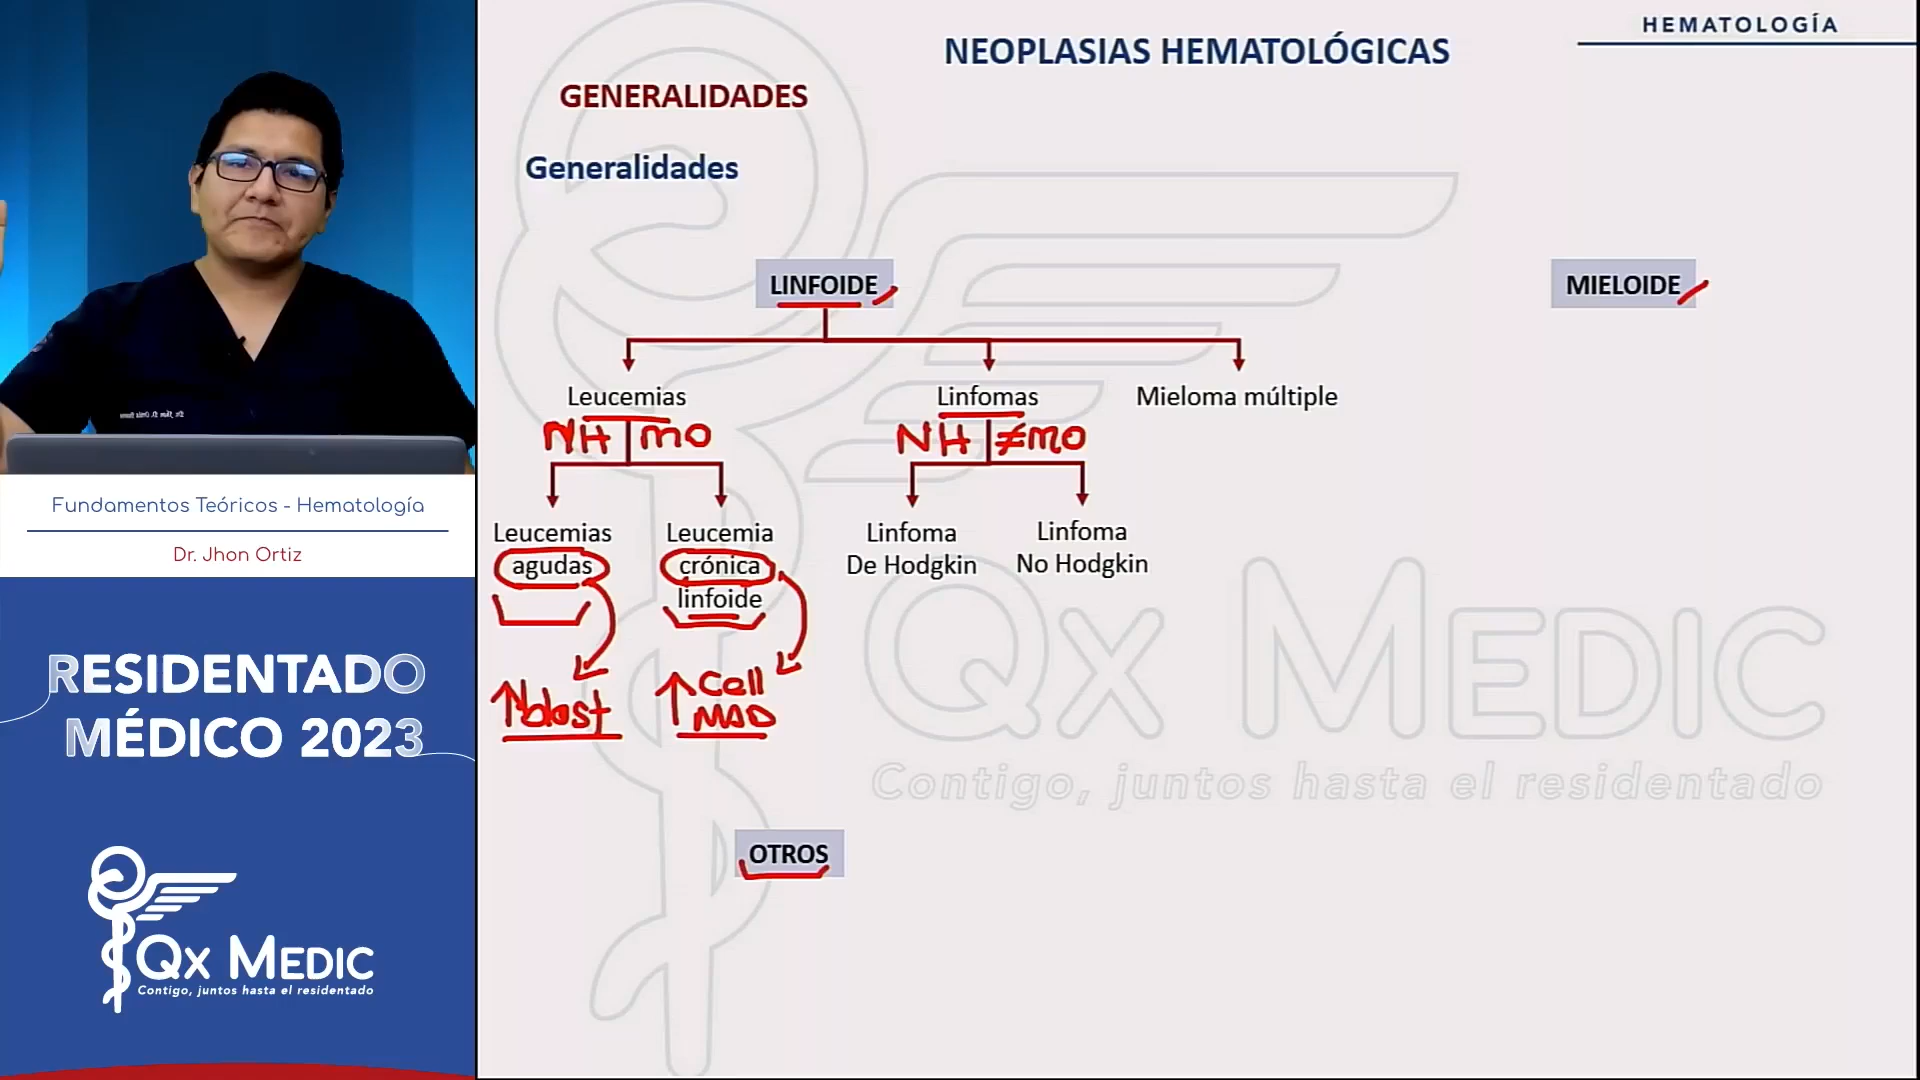 HEMATOLOGÍA
NEOPLASIAS HEMATOLÓGICAS
GENERALIDADES
Generalidades
LINFOIDE
MIELOIDE
Leucemias
Linfomas
Mieloma múltiple
NH | MO
NH | ≠MO
Leucemias
agudas
Leucemia
crónica
linfoide
Linfoma
De Hodgkin
Linfoma
No Hodgkin
↑blast
↑Cell
MAD
OTROS
Fundamentos Teóricos - Hematología
Dr. Jhon Ortiz
RESIDENTADO
MÉDICO 2023
QX MEDIC
Contigo, juntos hasta el residentado
QX MEDIC
Contigo, juntos hasta el residentado